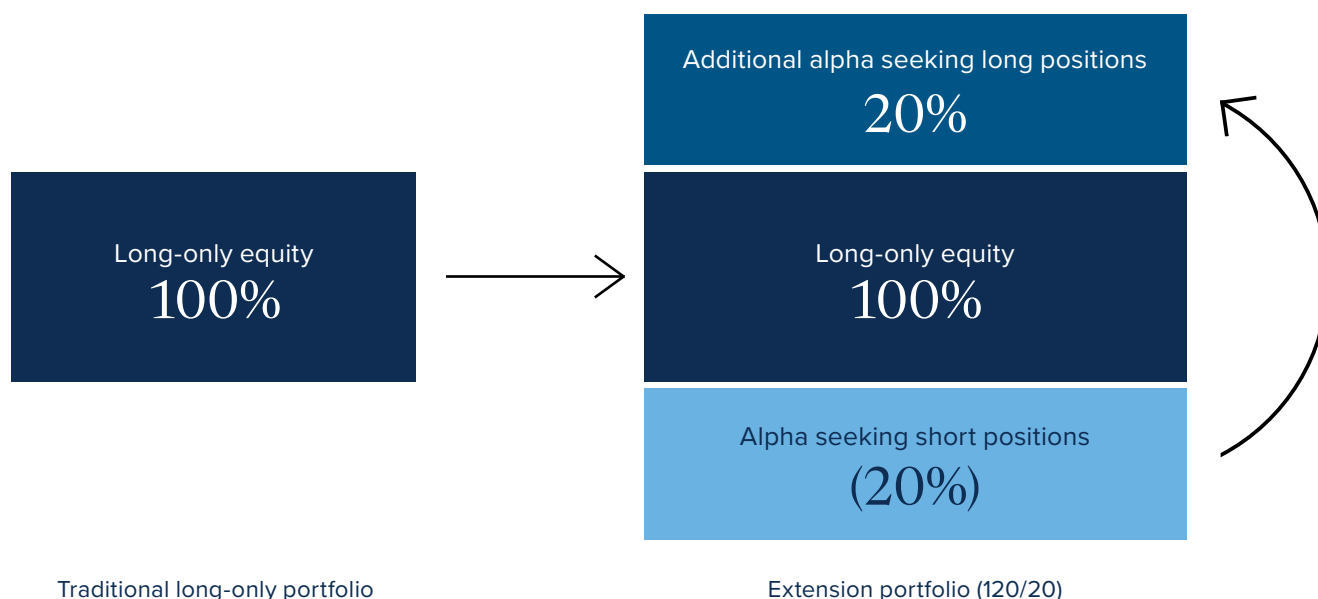 Additional alpha seeking long positions
20%
Long-only equity
100%
Long-only equity
100%
Alpha seeking short positions
(20%)
Traditional long-only portfolio
Extension portfolio (120/20)